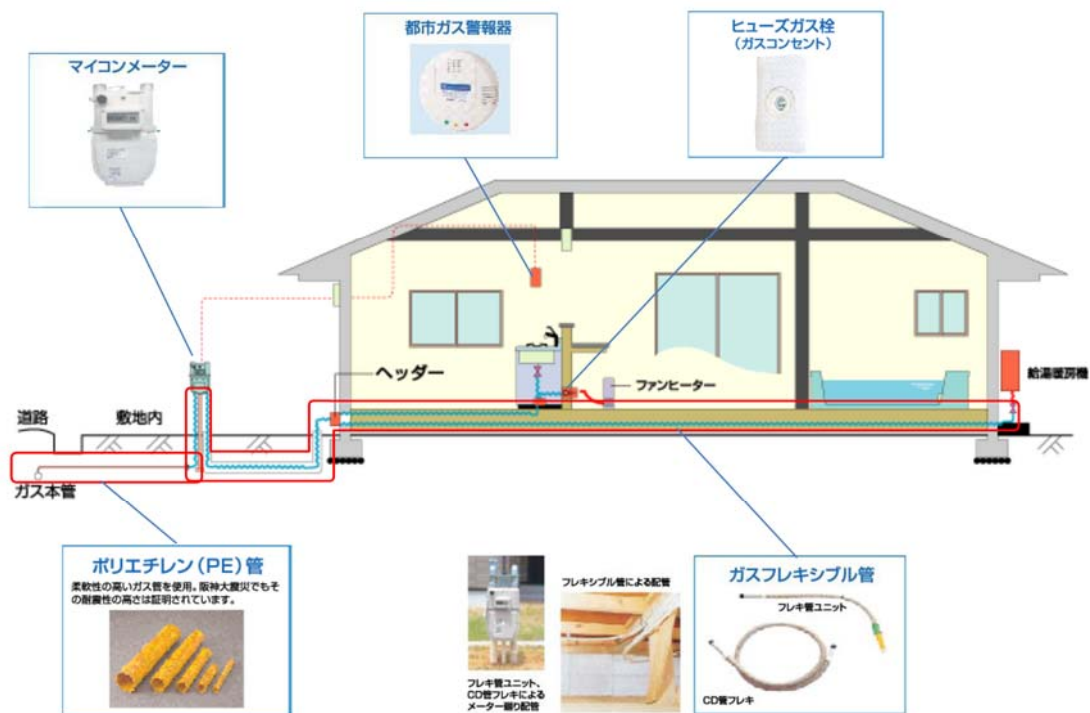 マイコンメーター
都市ガス警報器
ヒューズガス栓
(ガスコンセント)
ヘッダー
ファンヒーター
給湯暖房機
道路
敷地内
ガス本管
ポリエチレン(PE)管
柔軟性の高いガス管を使用。阪神大震災でもそ
の耐震性の高さは証明されています。
フレキ管ユニット、
CD管フレキによる
メーター廻り配管
フレキシブル管による配管
ガスフレキシブル管
フレキ管ユニット
CD管フレキ